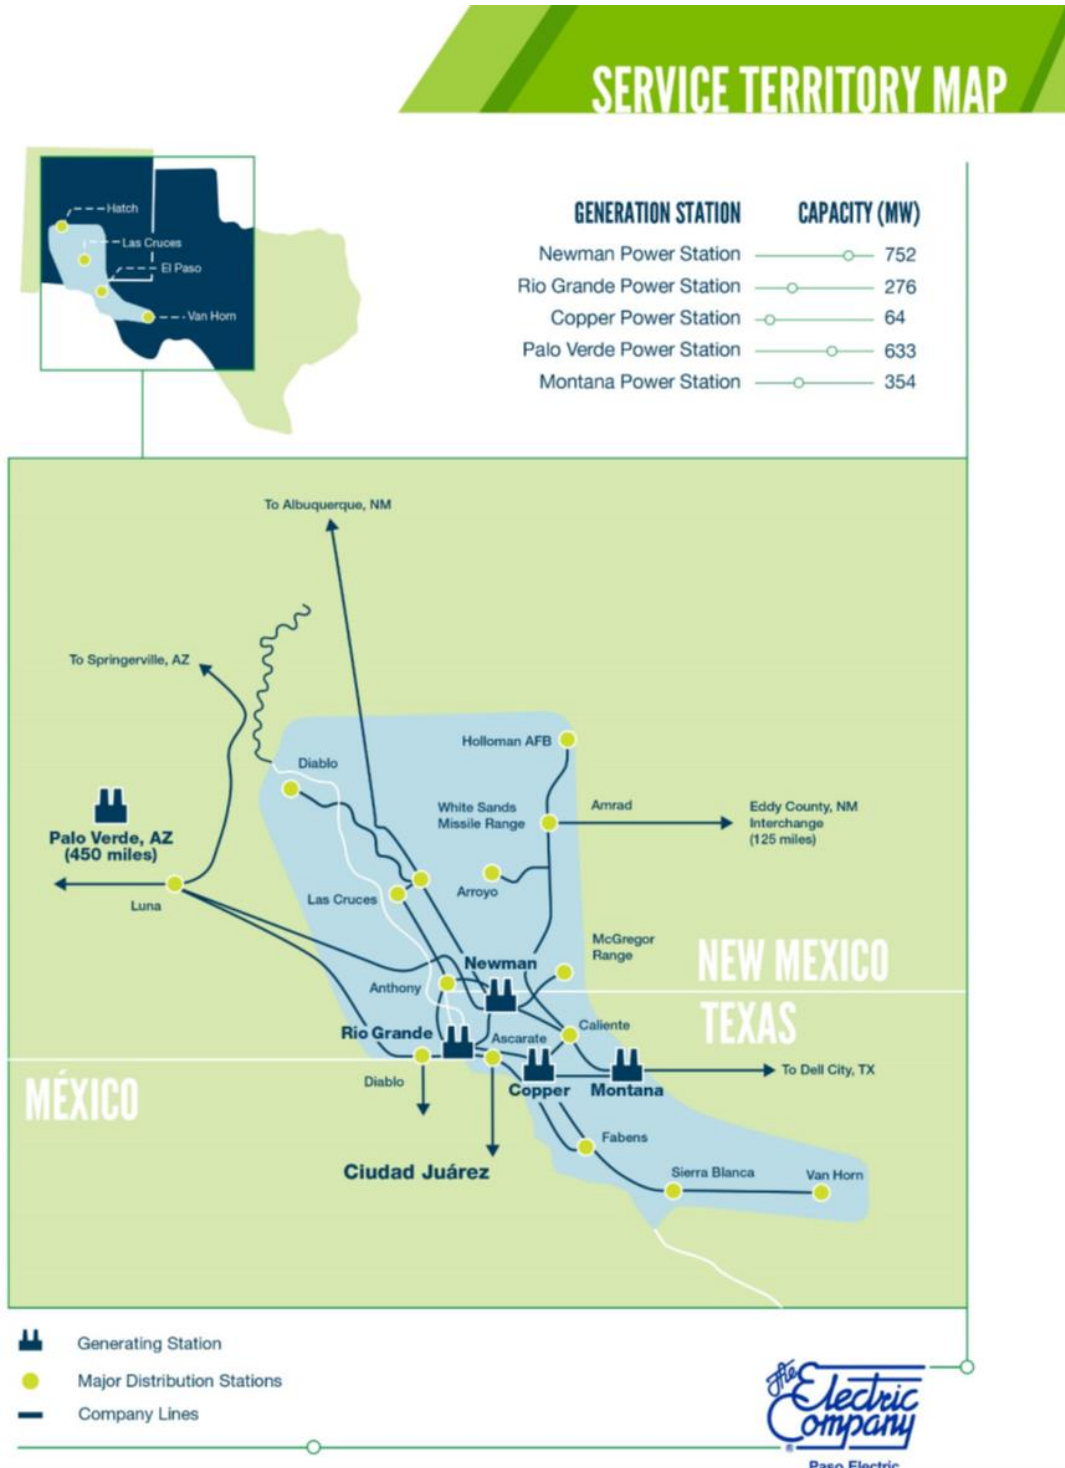 SERVICE TERRITORY MAP
Hatch
Las Cruces
El Paso
Van Horn
GENERATION STATION CAPACITY (MW)
Newman Power Station 752
Rio Grande Power Station 276
Copper Power Station 64
Palo Verde Power Station 633
Montana Power Station 354
To Albuquerque, NM
To Springerville, AZ
Holloman AFB
Diablo
White Sands
Missile Range
Amrad
Eddy County, NM
Interchange
(125 miles)
Palo Verde, AZ
(450 miles)
Luna
Las Cruces
Arroyo
McGregor
Range
NEW MEXICO
Newman
Anthony
TEXAS
Rio Grande
Ascarate
Caliente
Diablo
Copper
Montana
To Dell City, TX
MÉXICO
Fabens
Ciudad Juárez
Sierra Blanca
Van Horn
Generating Station
Major Distribution Stations
Company Lines
The
Electric
Company
®
Paso Electric